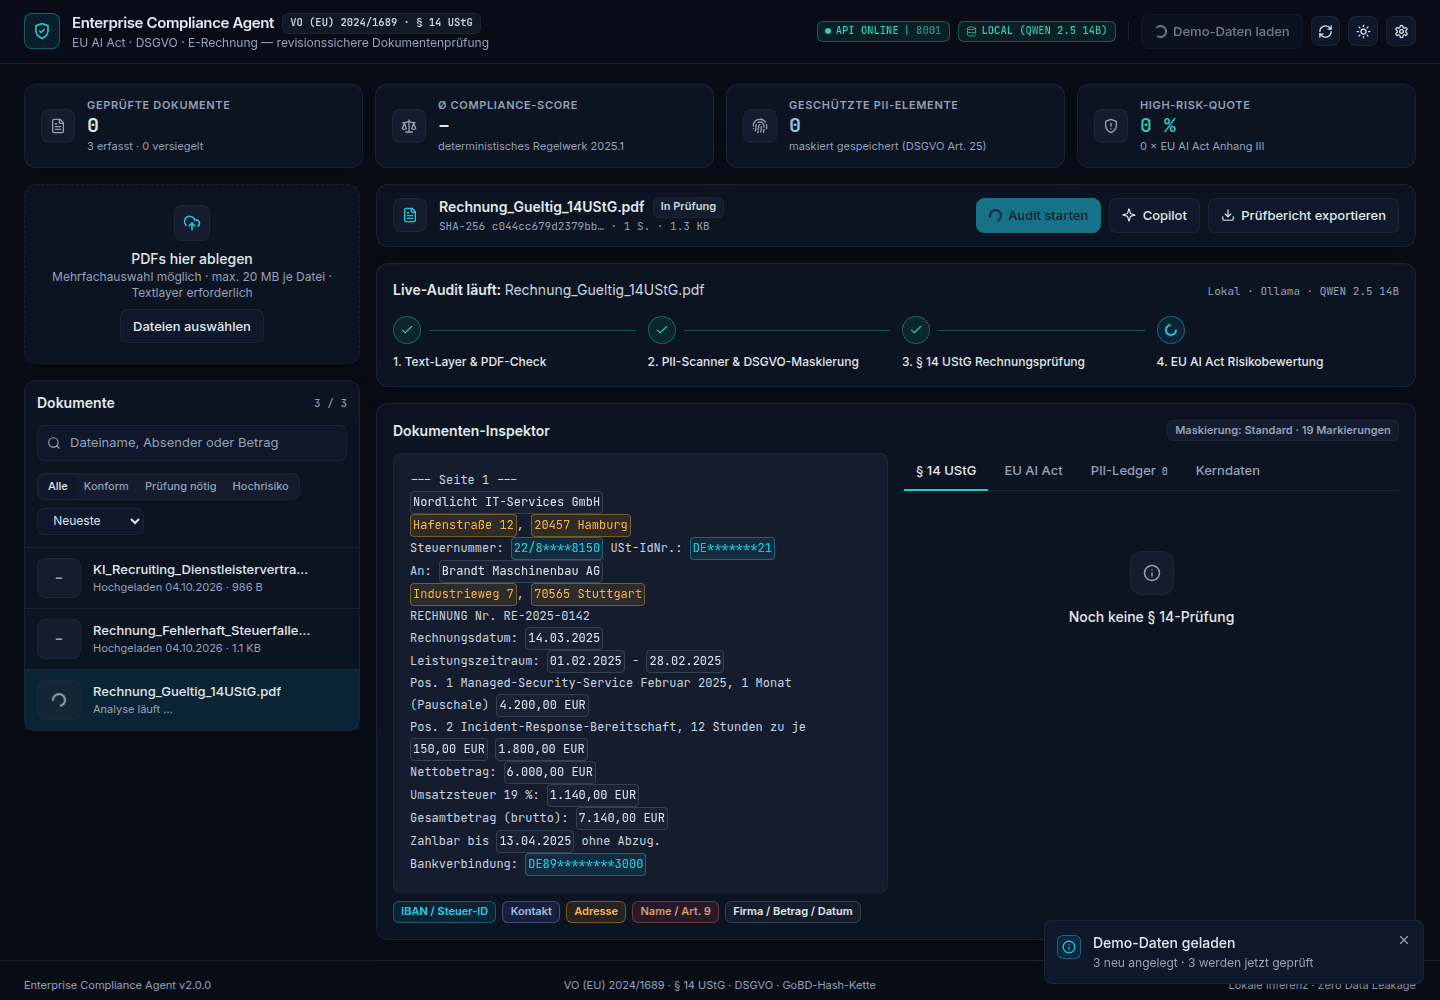 Enterprise Compliance Agent VO (EU) 2024/1689 · § 14 UStG
EU AI Act · DSGVO · E-Rechnung — revisionssichere Dokumentenprüfung
API ONLINE | 8001
LOCAL (QWEN 2.5 14B)
Demo-Daten laden
GEPRÜFTE DOKUMENTE
0
3 erfasst · 0 versiegelt
Ø COMPLIANCE-SCORE
–
deterministisches Regelwerk 2025.1
GESCHÜTZTE PII-ELEMENTE
0
maskiert gespeichert (DSGVO Art. 25)
HIGH-RISK-QUOTE
0 %
0 × EU AI Act Anhang III
PDFs hier ablegen
Mehrfachauswahl möglich · max. 20 MB je Datei ·
Textlayer erforderlich
Dateien auswählen
Dokumente 3 / 3
Dateiname, Absender oder Betrag
Alle Konform Prüfung nötig Hochrisiko
Neueste
–
KI_Recruiting_Dienstleistervertra...
Hochgeladen 04.10.2026 · 986 B
–
Rechnung_Fehlerhaft_Steuerfalle...
Hochgeladen 04.10.2026 · 1.1 KB
Rechnung_Gueltig_14UStG.pdf
Analyse läuft ...
Rechnung_Gueltig_14UStG.pdf In Prüfung
SHA-256 c044cc679d2379bb… · 1 S. · 1.3 KB
Audit starten
Copilot
Prüfbericht exportieren
Live-Audit läuft: Rechnung_Gueltig_14UStG.pdf
Lokal · Ollama · QWEN 2.5 14B
1. Text-Layer & PDF-Check
2. PII-Scanner & DSGVO-Maskierung
3. § 14 UStG Rechnungsprüfung
4. EU AI Act Risikobewertung
Dokumenten-Inspektor
Maskierung: Standard · 19 Markierungen
--- Seite 1 ---
Nordlicht IT-Services GmbH
Hafenstraße 12, 20457 Hamburg
Steuernummer: 22/8****8150 USt-IdNr.: DE*******21
An: Brandt Maschinenbau AG
Industrieweg 7, 70565 Stuttgart
RECHNUNG Nr. RE-2025-0142
Rechnungsdatum: 14.03.2025
Leistungszeitraum: 01.02.2025 - 28.02.2025
Pos. 1 Managed-Security-Service Februar 2025, 1 Monat
(Pauschale) 4.200,00 EUR
Pos. 2 Incident-Response-Bereitschaft, 12 Stunden zu je
150,00 EUR 1.800,00 EUR
Nettobetrag: 6.000,00 EUR
Umsatzsteuer 19 %: 1.140,00 EUR
Gesamtbetrag (brutto): 7.140,00 EUR
Zahlbar bis 13.04.2025 ohne Abzug.
Bankverbindung: DE89********3000
IBAN / Steuer-ID Kontakt Adresse Name / Art. 9 Firma / Betrag / Datum
§ 14 UStG EU AI Act PII-Ledger 0 Kerndaten
Noch keine § 14-Prüfung
Demo-Daten geladen
3 neu angelegt · 3 werden jetzt geprüft
Enterprise Compliance Agent v2.0.0
VO (EU) 2024/1689 · § 14 UStG · DSGVO · GoBD-Hash-Kette
Lokale Inferenz · Zero Data Leakage